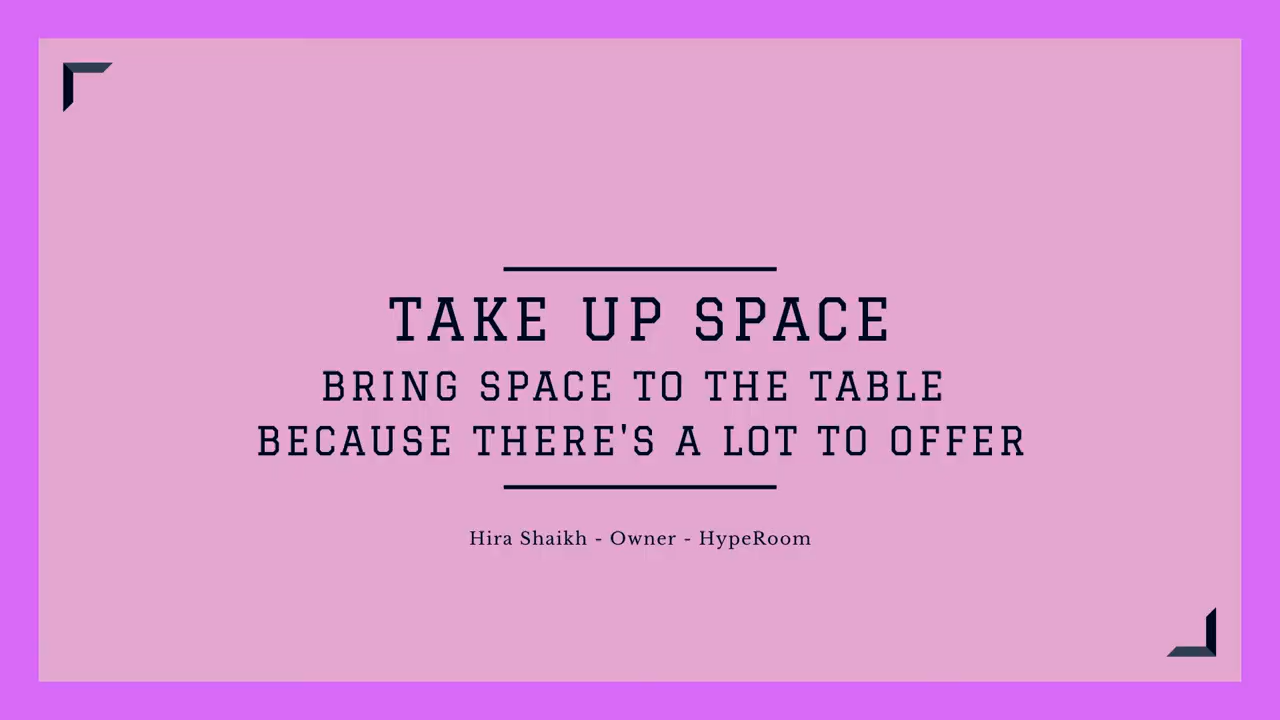 TAKE UP SPACE
BRING SPACE TO THE TABLE
BECAUSE THERE'S A LOT TO OFFER
Hira Shaikh - Owner - HypeRoom